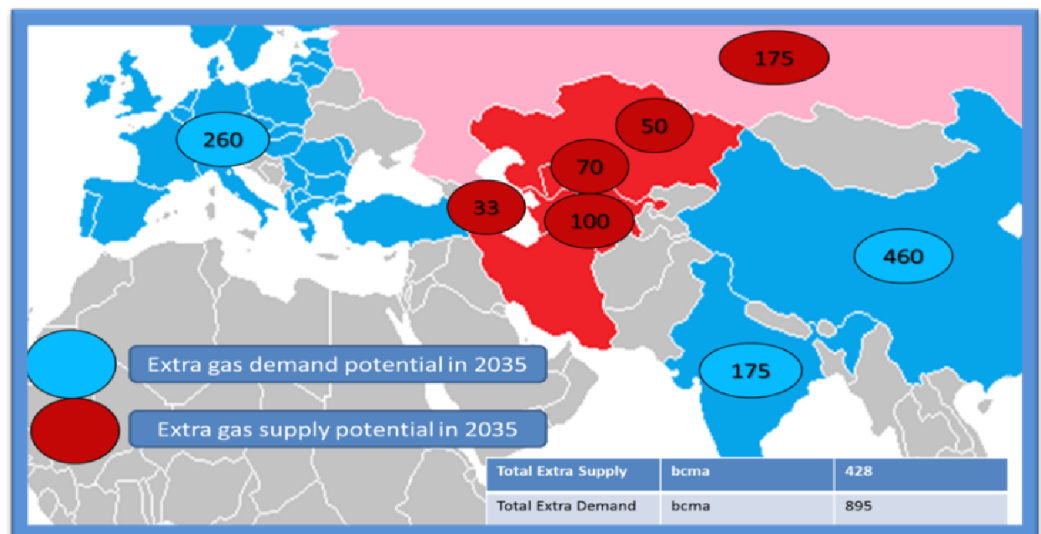 175
50
260
70
33
100
460
Extra gas demand potential in 2035
175
Extra gas supply potential in 2035
Total Extra Supply bcma 428
Total Extra Demand bcma 895